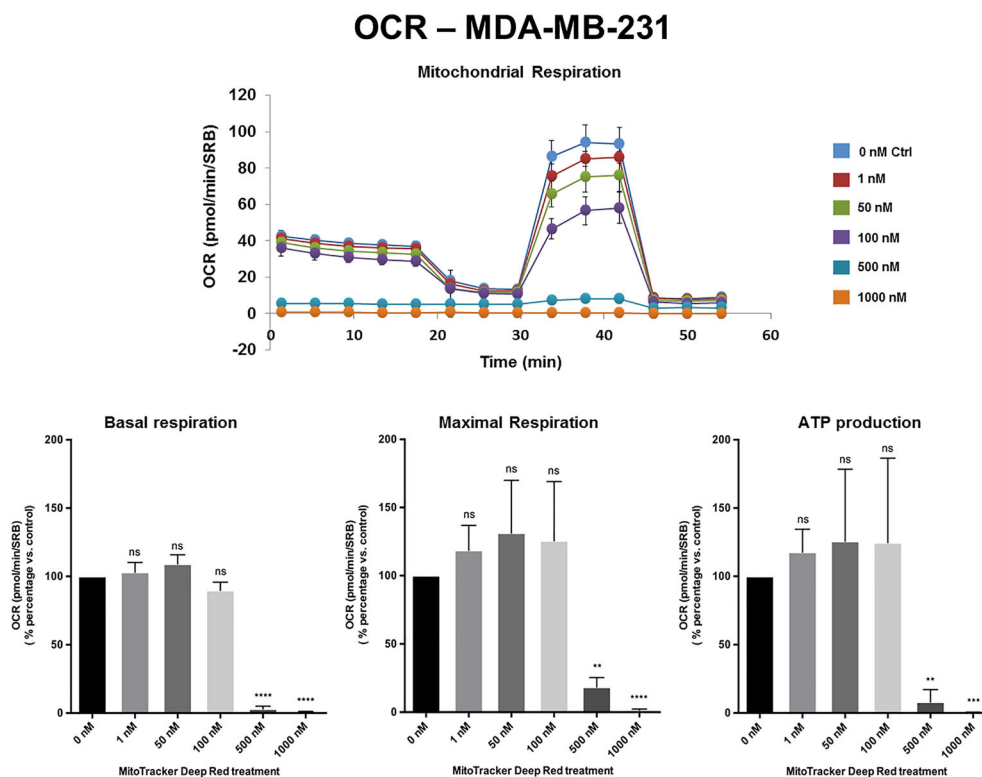 OCR – MDA-MB-231
Mitochondrial Respiration
OCR (pmol/min/SRB)
120
100
80
60
40
20
0
-20
0
10
20
30
40
50
60
Time (min)
0 nM Ctrl
1 nM
50 nM
100 nM
500 nM
1000 nM
Basal respiration
OCR (pmol/min/SRB)
( % percentage vs. control)
200
150
100
50
0
ns
ns
ns
****
****
0 nM
1 nM
50 nM
100 nM
500 nM
1000 nM
MitoTracker Deep Red treatment
Maximal Respiration
OCR (pmol/min/SRB)
( % percentage vs. control)
200
150
100
50
0
ns
ns
ns
**
****
0 nM
1 nM
50 nM
100 nM
500 nM
1000 nM
MitoTracker Deep Red treatment
ATP production
OCR (pmol/min/SRB)
( % percentage vs. control)
200
150
100
50
0
ns
ns
ns
**
***
0 nM
1 nM
50 nM
100 nM
500 nM
1000 nM
MitoTracker Deep Red treatment